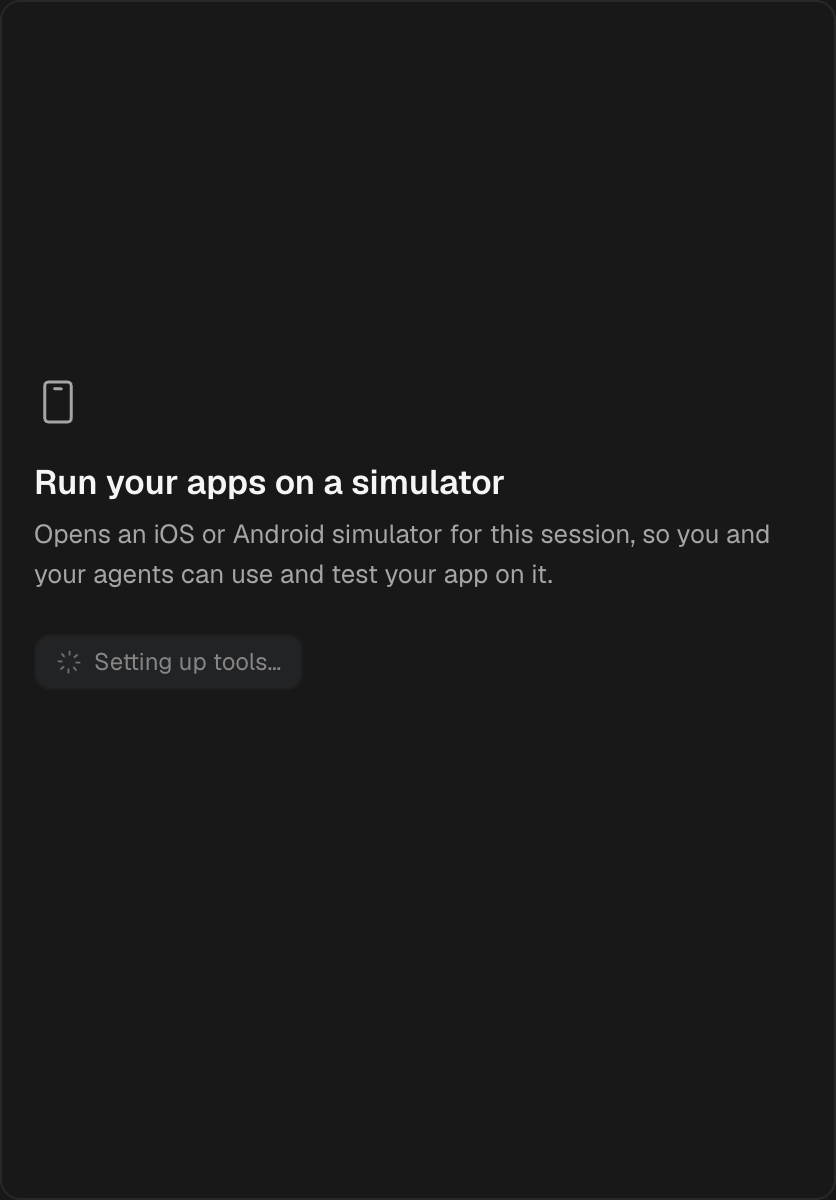 Run your apps on a simulator
Opens an iOS or Android simulator for this session, so you and
your agents can use and test your app on it.
Setting up tools…